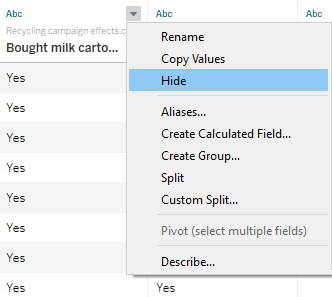 Abc Abc Abc
Recycling campaign effects.c
Bought milk carto...
Rename
Copy Values
Hide
Aliases...
Create Calculated Field...
Create Group...
Split
Custom Split...
Pivot (select multiple fields)
Describe...
Yes
Yes
Yes
Yes
Yes
Yes
Yes
Yes Yes